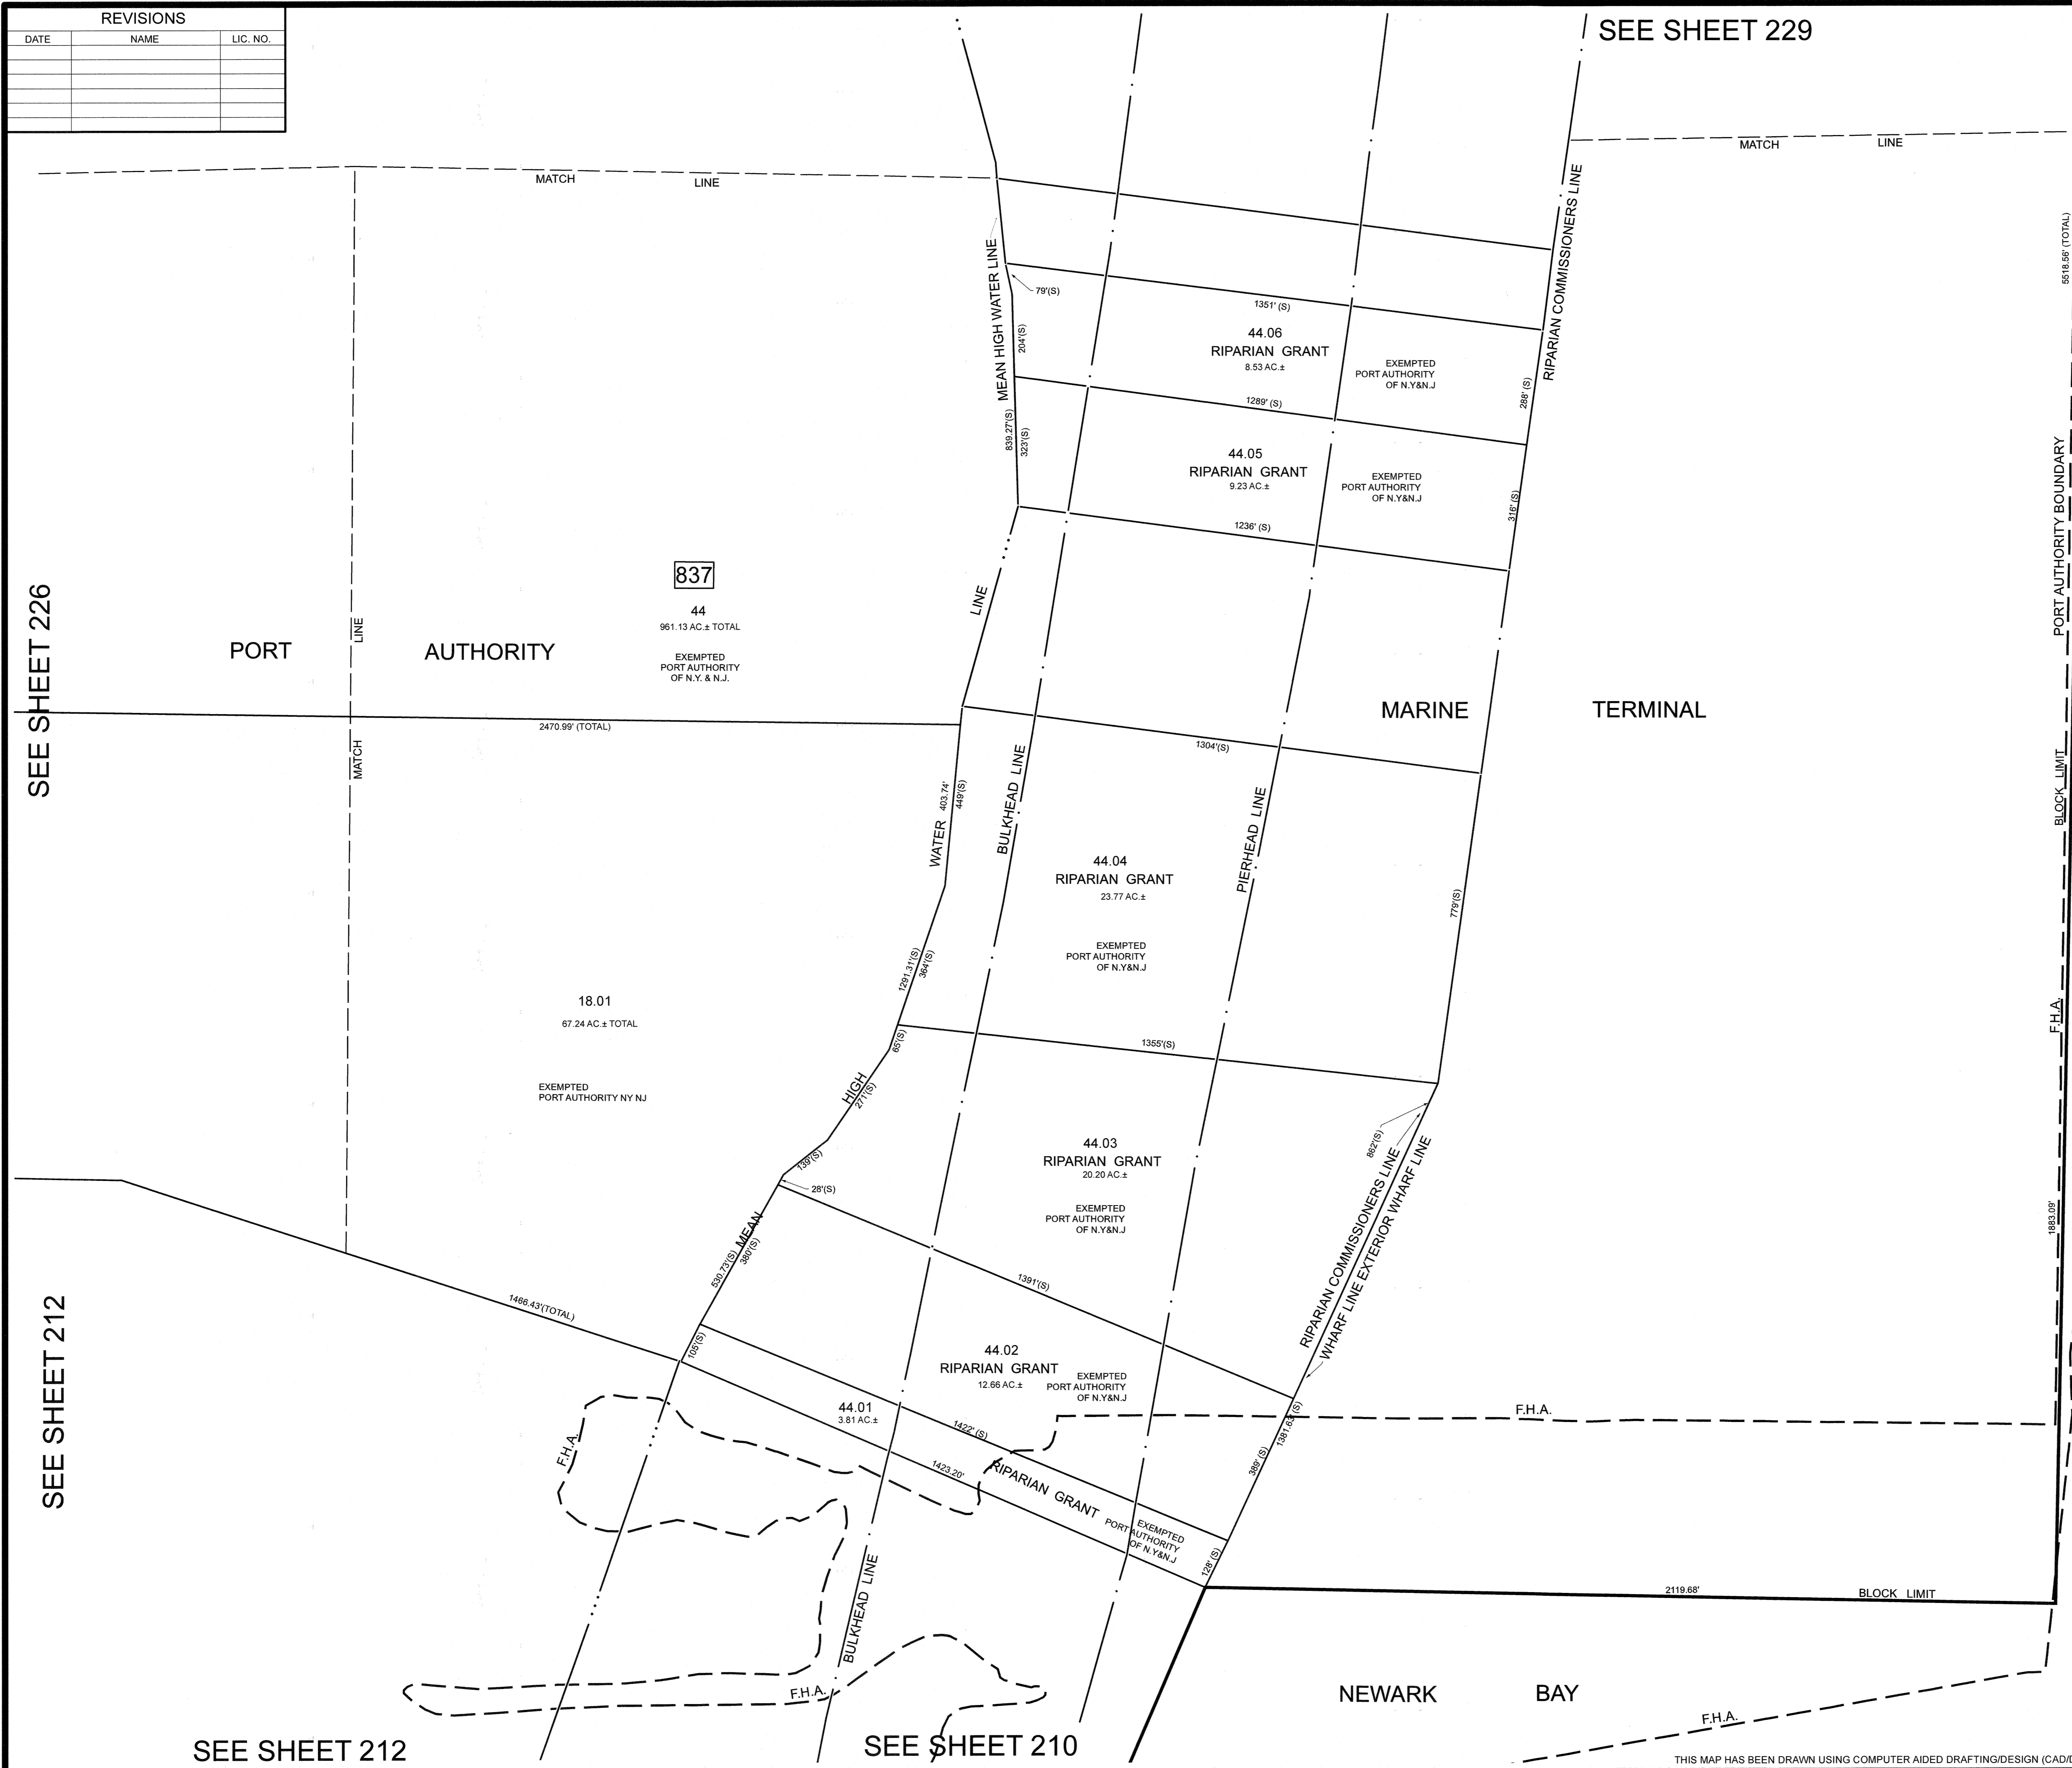 REVISIONS
DATE NAME LIC. NO.
SEE SHEET 229
MATCH LINE
MATCH LINE
RIPARIAN COMMISSIONERS LINE
5518.56' (TOTAL)
MEAN HIGH WATER LINE
79'(S)
1351' (S)
204'(S)
44.06
RIPARIAN GRANT
8.53 AC.±
EXEMPTED
PORT AUTHORITY
OF N.Y&N.J
288' (S)
1289' (S)
839.27'(S)
323'(S)
44.05
RIPARIAN GRANT
9.23 AC.±
EXEMPTED
PORT AUTHORITY
OF N.Y&N.J
316' (S)
1236' (S)
PORT AUTHORITY BOUNDARY
837
44
961.13 AC.± TOTAL
EXEMPTED
PORT AUTHORITY
OF N.Y. & N.J.
LINE
SEE SHEET 226
PORT AUTHORITY
LINE
MATCH
MARINE TERMINAL
2470.99' (TOTAL)
1304'(S)
BLOCK LIMIT
WATER 403.74'
449'(S)
BULKHEAD LINE
PIERHEAD LINE
44.04
RIPARIAN GRANT
23.77 AC.±
779'(S)
EXEMPTED
PORT AUTHORITY
OF N.Y&N.J
1291.31'(S)
364'(S)
18.01
67.24 AC.± TOTAL
F.H.A.
65'(S)
1355'(S)
EXEMPTED
PORT AUTHORITY NY NJ
HIGH
271'(S)
862'(S)
44.03
RIPARIAN GRANT
20.20 AC.±
139'(S)
28'(S)
EXEMPTED
PORT AUTHORITY
OF N.Y&N.J
RIPARIAN COMMISSIONERS LINE
WHARF LINE EXTERIOR WHARF LINE
1883.09'
MEAN
530.73'(S)
380'(S)
1391'(S)
1466.43'(TOTAL)
SEE SHEET 212
105'(S)
44.02
RIPARIAN GRANT
12.66 AC.±
EXEMPTED
PORT AUTHORITY
OF N.Y&N.J
44.01
3.81 AC.±
F.H.A.
1422' (S)
1381.63' (S)
389' (S)
F.H.A.
1423.20'
RIPARIAN GRANT
EXEMPTED
PORT AUTHORITY
OF N.Y&N.J
128' (S)
2119.68'
BLOCK LIMIT
BULKHEAD LINE
F.H.A.
NEWARK BAY
F.H.A.
SEE SHEET 212
SEE SHEET 210
THIS MAP HAS BEEN DRAWN USING COMPUTER AIDED DRAFTING/DESIGN (CAD/